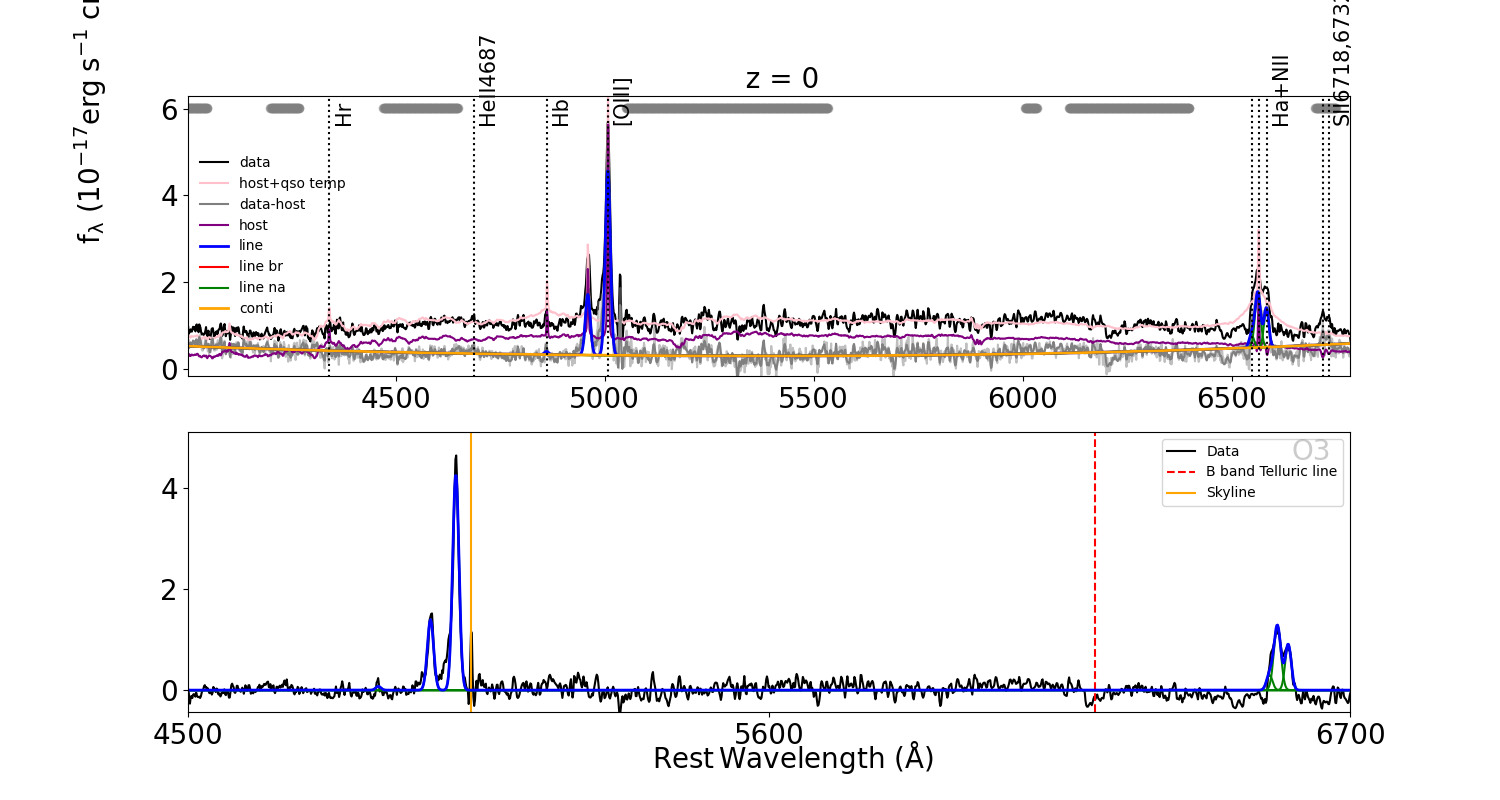 z = 0
f_λ (10^−17 erg s^−1
6
4
2
0
Hr
HeII4687
Hb
[OIII]
Ha+NII
SII6718,673
data
host+qso temp
data-host
host
line
line br
line na
conti
4500 5000 5500 6000 6500
O3
Data
B band Telluric line
Skyline
4
2
0
4500 5600 6700
Rest Wavelength (Å)